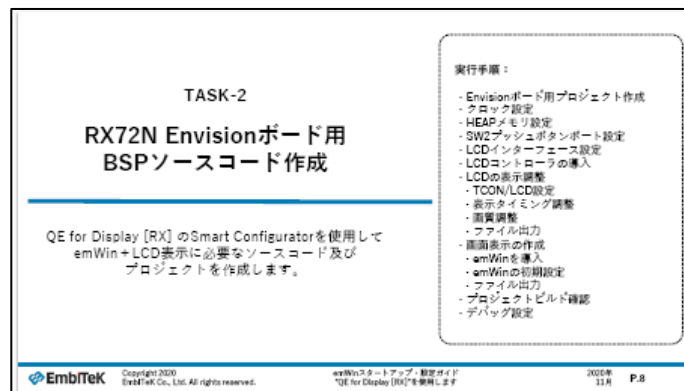 TASK-2
RX72N Envisionボード用
BSPソースコード作成
QE for Display [RX] のSmart Configuratorを使用して
emWin＋LCD表示に必要なソースコード及び
プロジェクトを作成します。
実行手順：
- Envisionボード用プロジェクト作成
- クロック設定
- HEAPメモリ設定
- SW2プッシュボタンポート設定
- LCDインターフェース設定
- LCDコントローラの導入
- LCDの表示調整
- TCON/LCD設定
- 表示タイミング調整
- 画質調整
- ファイル出力
- 画面表示の作成
- emWinを導入
- emWinの初期設定
- ファイル出力
- プロジェクトビルド確認
- デバッグ設定
EmbITeK
Copyright 2020
EmbITeK Co., Ltd. All rights reserved.
emWinスタートアップ・設定ガイド
"QE for Display [RX]"を使用します
2020年
11月
P.8